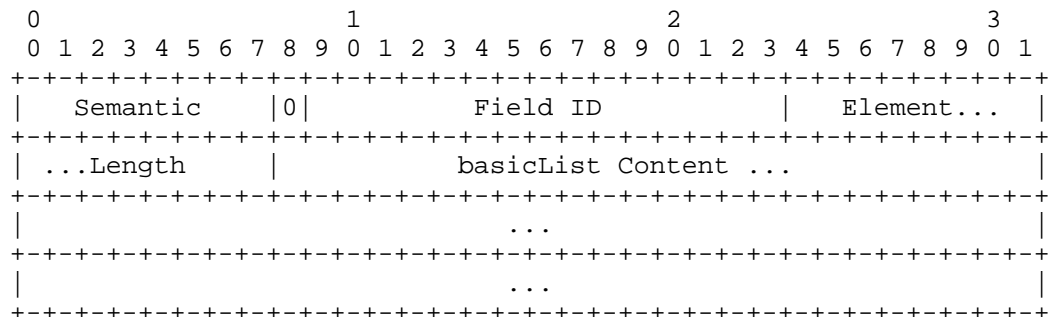 0                   1                   2                   3
 0 1 2 3 4 5 6 7 8 9 0 1 2 3 4 5 6 7 8 9 0 1 2 3 4 5 6 7 8 9 0 1
+-+-+-+-+-+-+-+-+-+-+-+-+-+-+-+-+-+-+-+-+-+-+-+-+-+-+-+-+-+-+-+-+
|   Semantic    |0|          Field ID           |   Element...  |
+-+-+-+-+-+-+-+-+-+-+-+-+-+-+-+-+-+-+-+-+-+-+-+-+-+-+-+-+-+-+-+-+
| ...Length     |           basicList Content ...               |
+-+-+-+-+-+-+-+-+-+-+-+-+-+-+-+-+-+-+-+-+-+-+-+-+-+-+-+-+-+-+-+-+
|                              ...                              |
+-+-+-+-+-+-+-+-+-+-+-+-+-+-+-+-+-+-+-+-+-+-+-+-+-+-+-+-+-+-+-+-+
|                              ...                              |
+-+-+-+-+-+-+-+-+-+-+-+-+-+-+-+-+-+-+-+-+-+-+-+-+-+-+-+-+-+-+-+-+